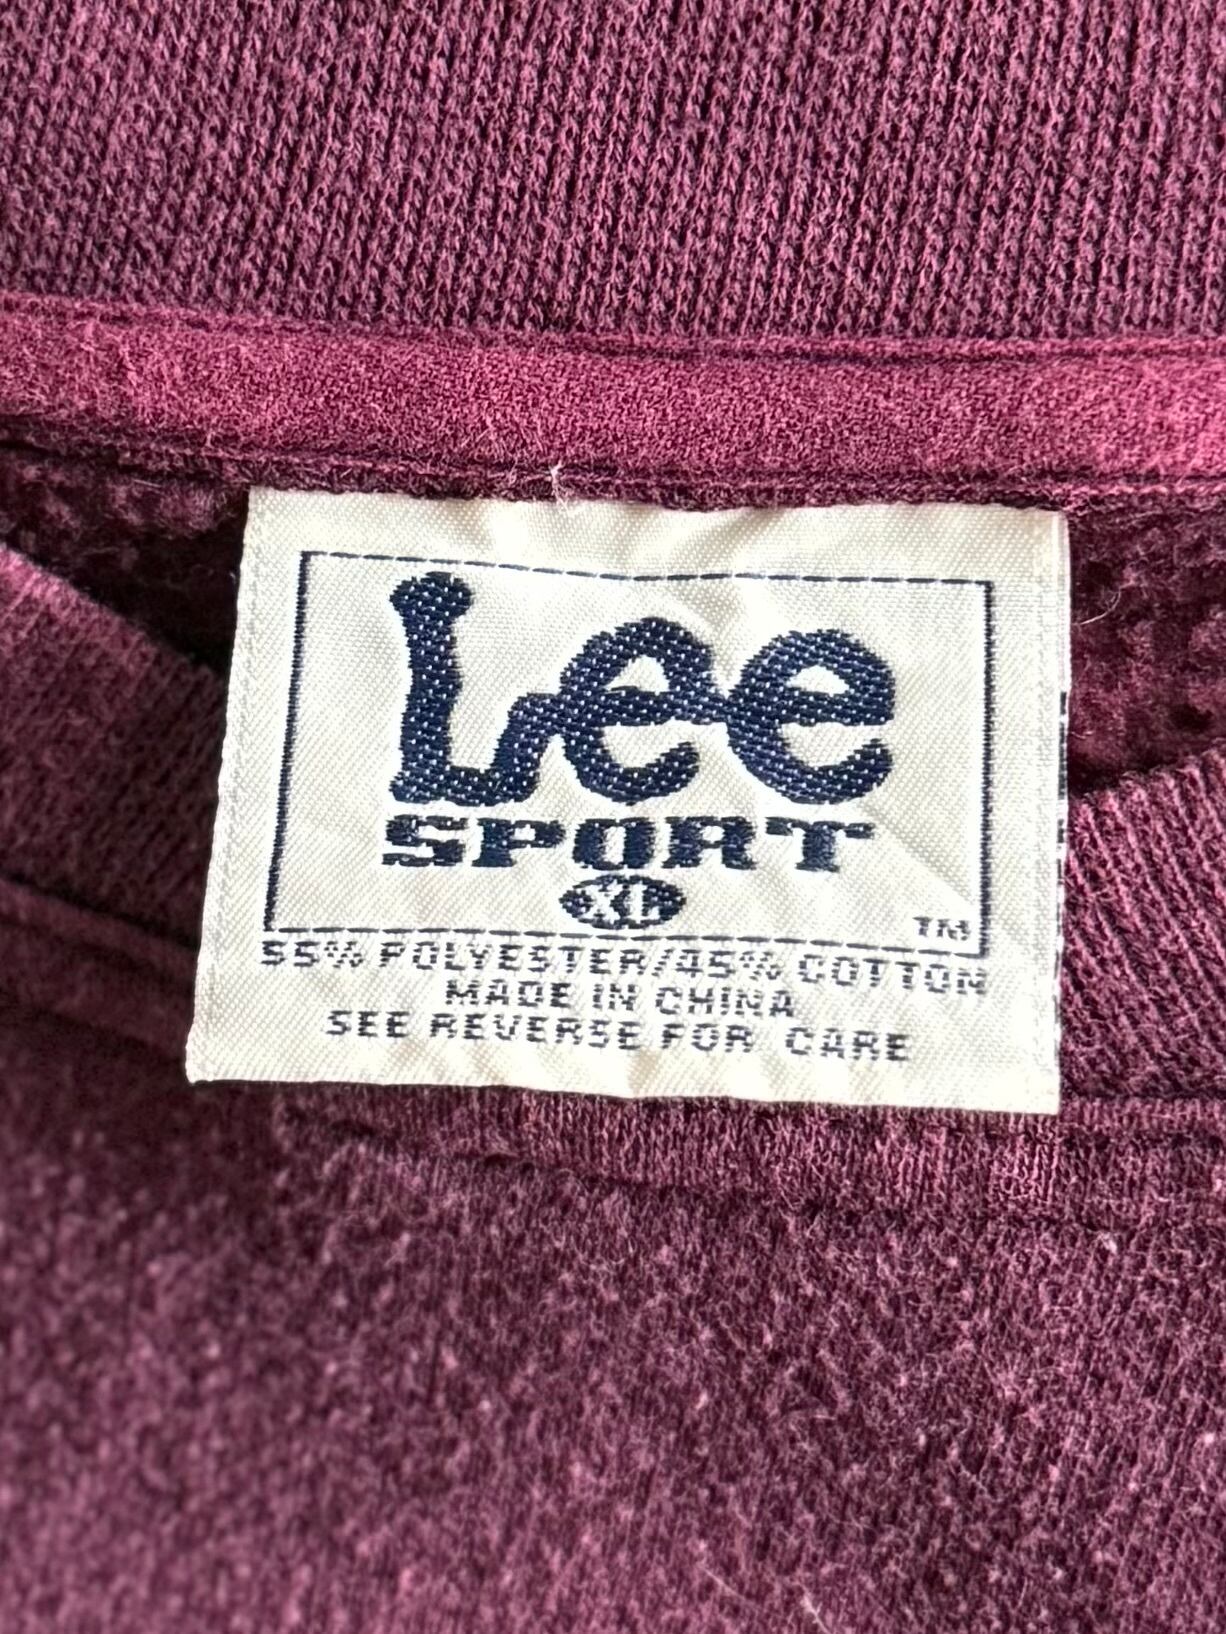 Lee
SPORT
XL
TM
55% POLYESTER/45% COTTON
MADE IN CHINA
SEE REVERSE FOR CARE